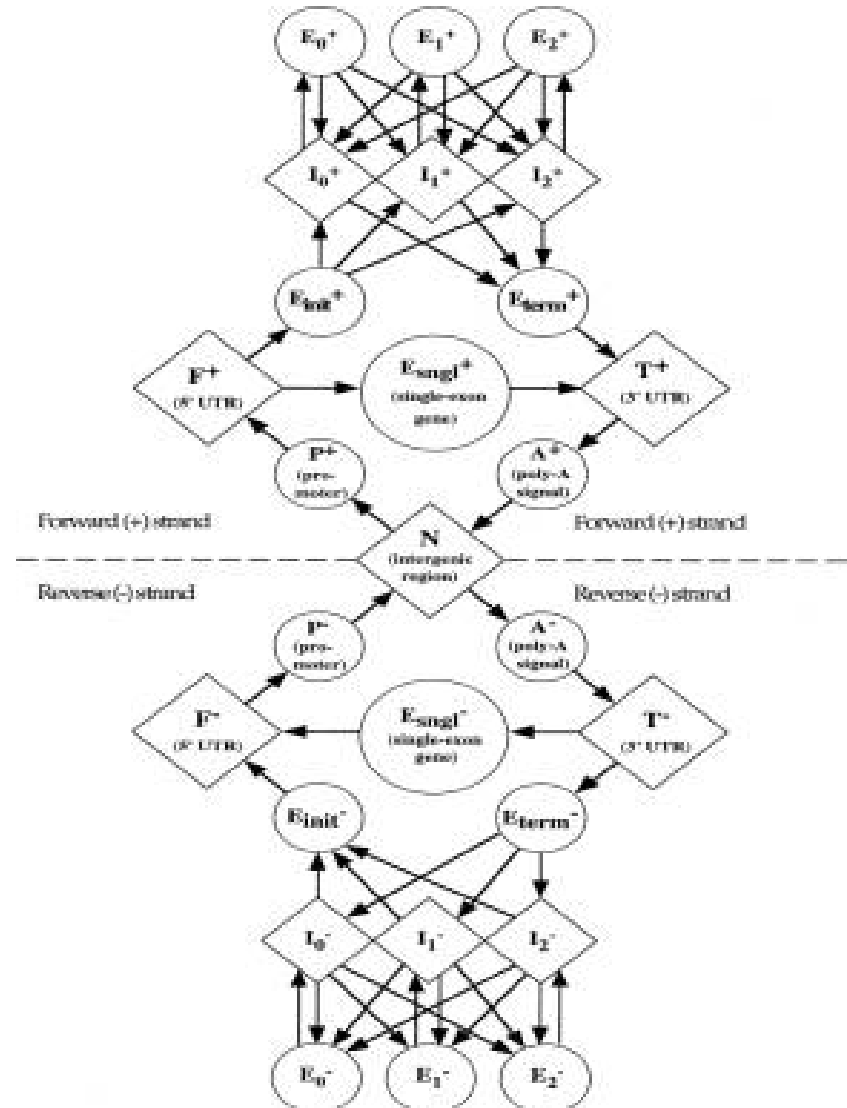 E₀⁺ E₁⁺ E₂⁺
I₀⁺ I₁⁺ I₂⁺
Einit⁺ Eterm⁺
F⁺
(5' UTR)
Esngl⁺
(single-exon
gene)
T⁺
(3' UTR)
P⁺
(pro-
moter)
A⁺
(poly-A
signal)
Forward (+) strand
Forward (+) strand
N
(intergenic
region)
Reverse (-) strand
Reverse (-) strand
P⁻
(pro-
moter)
A⁻
(poly-A
signal)
F⁻
(5' UTR)
Esngl⁻
(single-exon
gene)
T⁻
(3' UTR)
Einit⁻ Eterm⁻
I₀⁻ I₁⁻ I₂⁻
E₀⁻ E₁⁻ E₂⁻